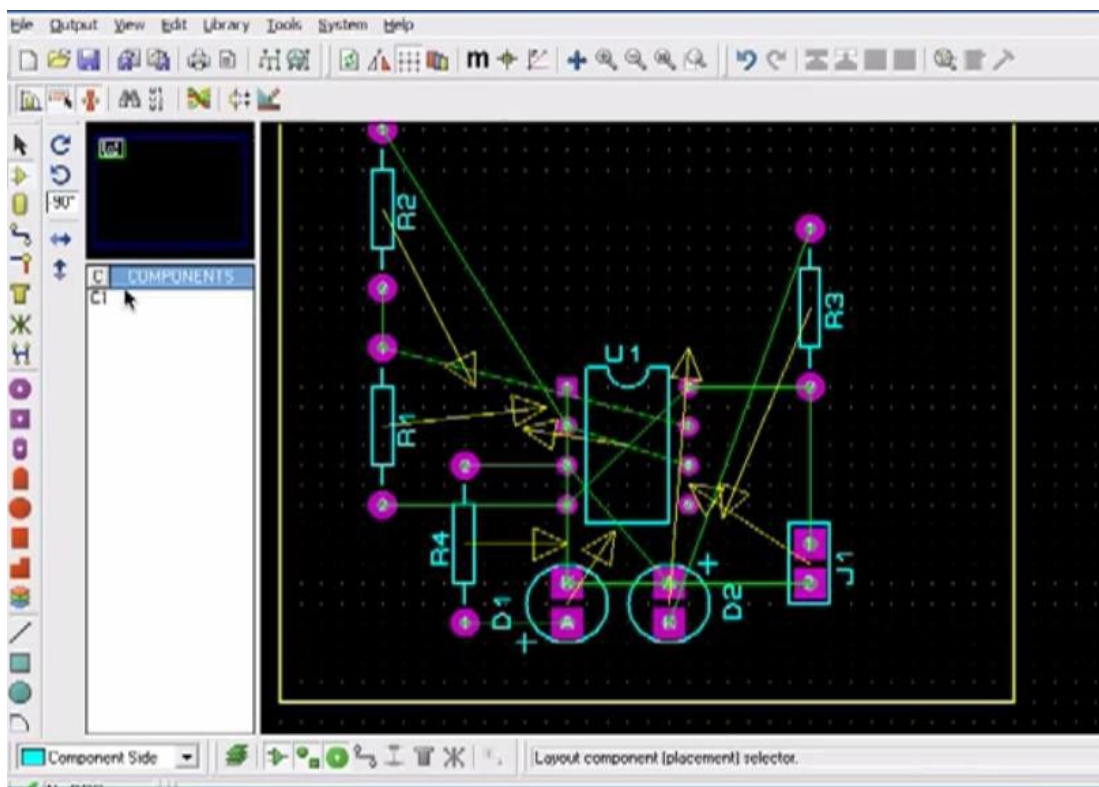 File Output View Edit Library Tools System Help
m
-90°
C COMPONENTS
C1
R2
R3
U1
R1
R4
D1
A
+
D2
+
J1
Component Side
Layout component (placement) selector.